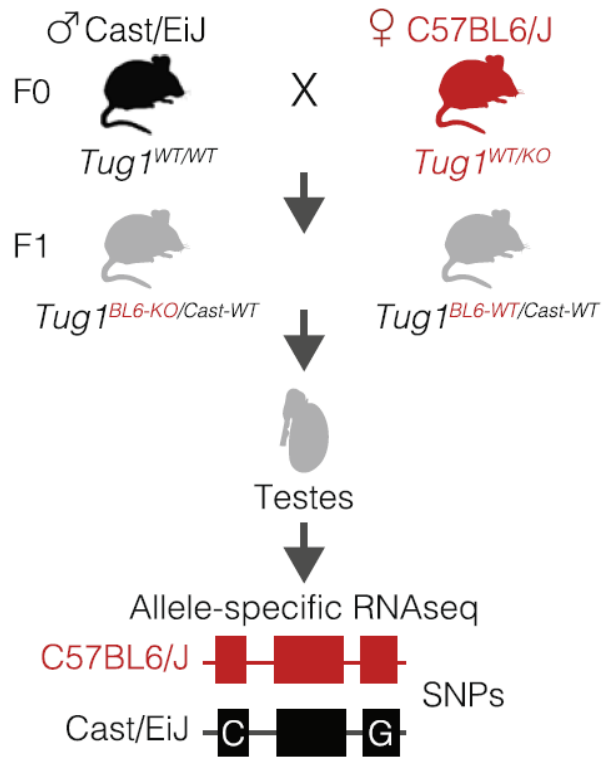 ♂ Cast/EiJ ♀ C57BL6/J
F0 X
Tug1WT/WT Tug1WT/KO
F1
Tug1BL6-KO/Cast-WT Tug1BL6-WT/Cast-WT
Testes
Allele-specific RNAseq
C57BL6/J
SNPs
Cast/EiJ C G